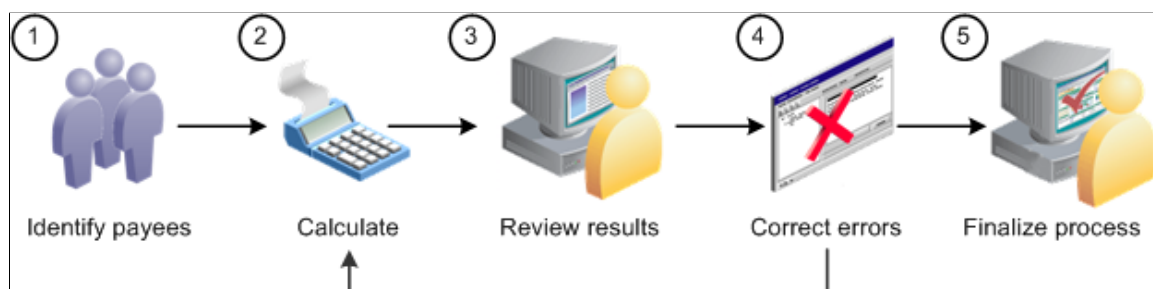 1
2
3
4
5
Identify payees
Calculate
Review results
Correct errors
Finalize process